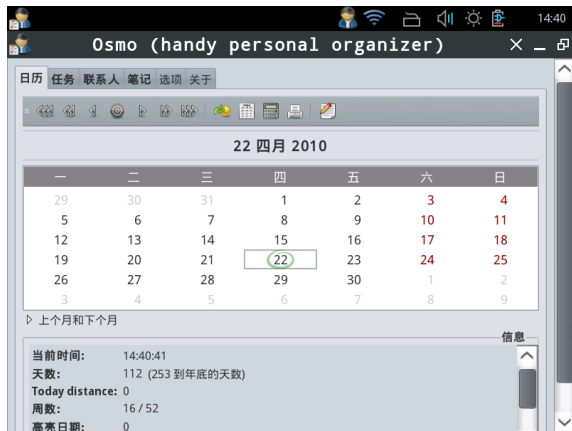 14:40
Osmo (handy personal organizer)
日历 任务 联系人 笔记 选项 关于
22 四月 2010
一 二 三 四 五 六 日
29 30 31 1 2 3 4
5 6 7 8 9 10 11
12 13 14 15 16 17 18
19 20 21 22 23 24 25
26 27 28 29 30 1 2
3 4 5 6 7 8 9
上个月和下个月
信息
当前时间: 14:40:41
天数: 112 (253 到年底的天数)
Today distance: 0
周数: 16 / 52
高亮日期: 0